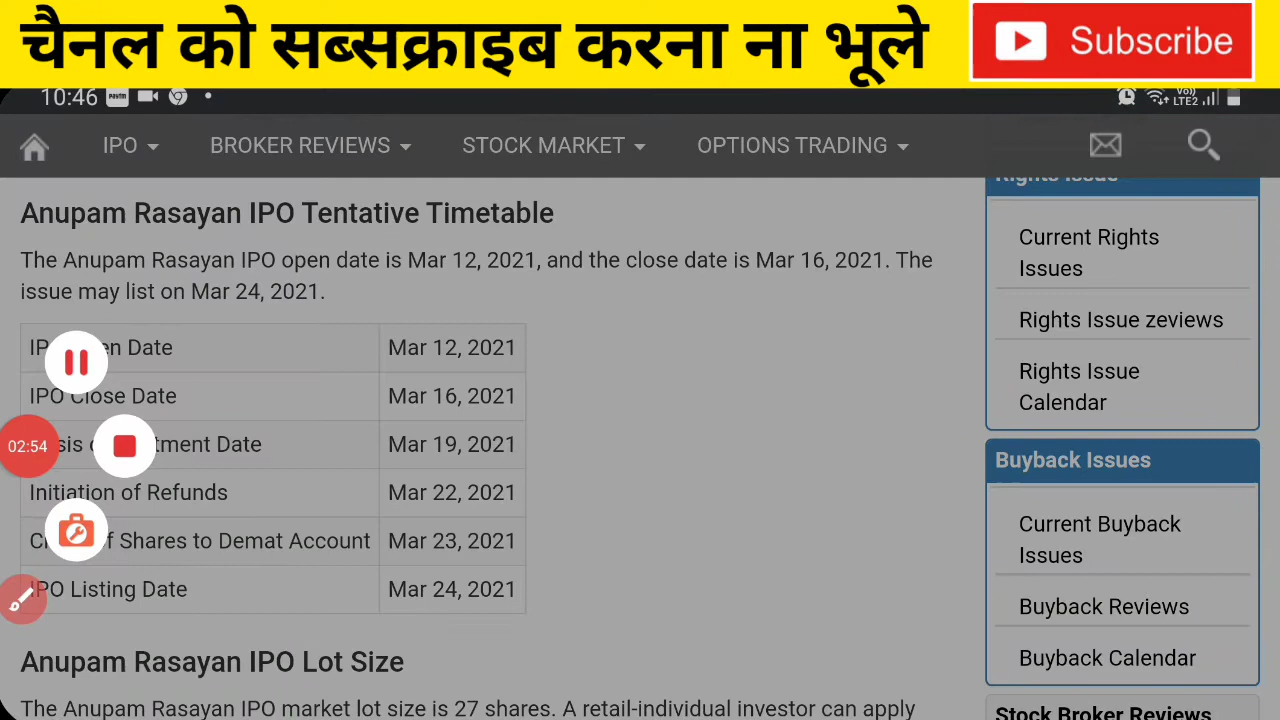 चैनल को सब्सक्राइब करना ना भूले
Subscribe
10:46
LTE2
IPO
BROKER REVIEWS
STOCK MARKET
OPTIONS TRADING
Rights Issue
Anupam Rasayan IPO Tentative Timetable
The Anupam Rasayan IPO open date is Mar 12, 2021, and the close date is Mar 16, 2021. The
issue may list on Mar 24, 2021.
en Date Mar 12, 2021
IPO Close Date Mar 16, 2021
sis tment Date Mar 19, 2021
Initiation of Refunds Mar 22, 2021
f Shares to Demat Account Mar 23, 2021
IPO Listing Date Mar 24, 2021
02:54
Anupam Rasayan IPO Lot Size
The Anupam Rasayan IPO market lot size is 27 shares. A retail-individual investor can apply
Current Rights
Issues
Rights Issue zeviews
Rights Issue
Calendar
Buyback Issues
Current Buyback
Issues
Buyback Reviews
Buyback Calendar
Stock Broker Reviews